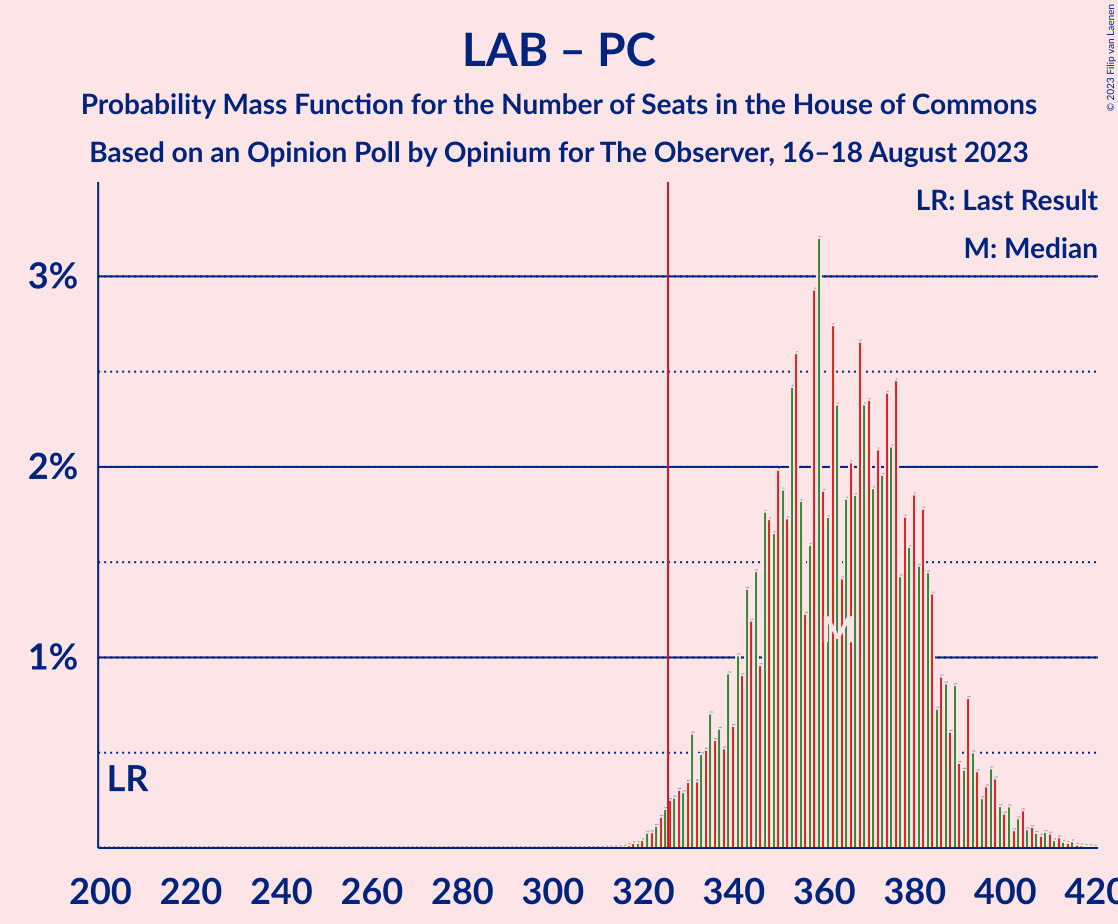 LAB – PC
Probability Mass Function for the Number of Seats in the House of Commons
Based on an Opinion Poll by Opinium for The Observer, 16–18 August 2023
© 2023 Filip van Laenen
LR: Last Result
M: Median
3%
2%
1%
LR
M
200 220 240 260 280 300 320 340 360 380 400 420